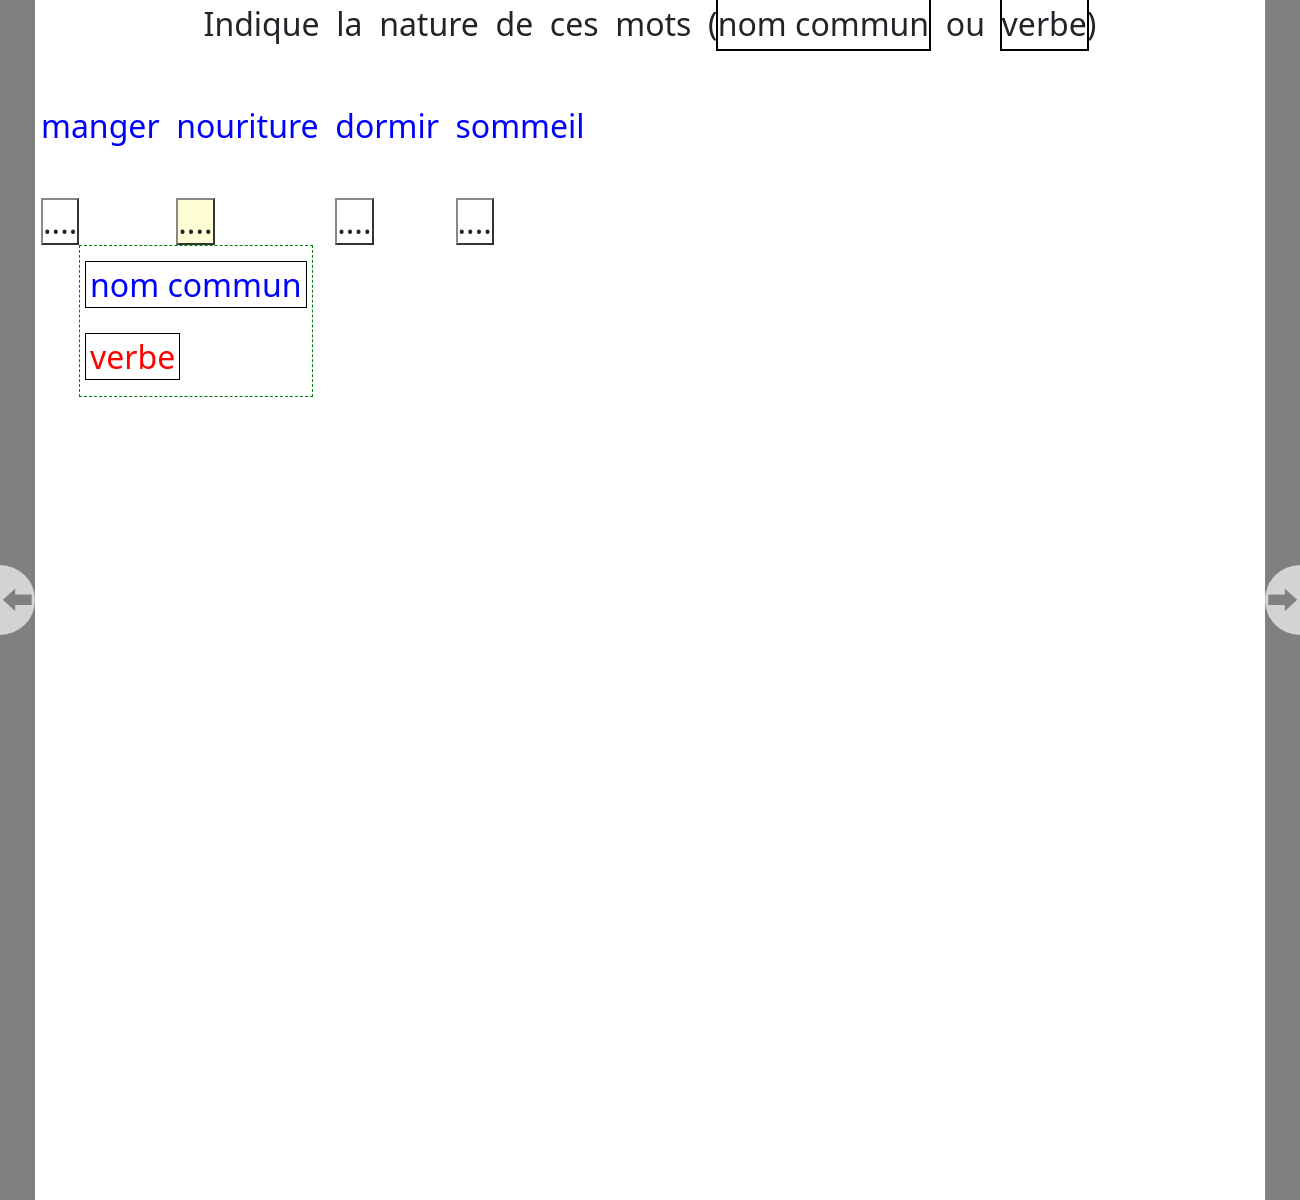 Indique la nature de ces mots (nom commun ou verbe)
manger nouriture dormir sommeil
.... .... .... ....
nom commun
verbe